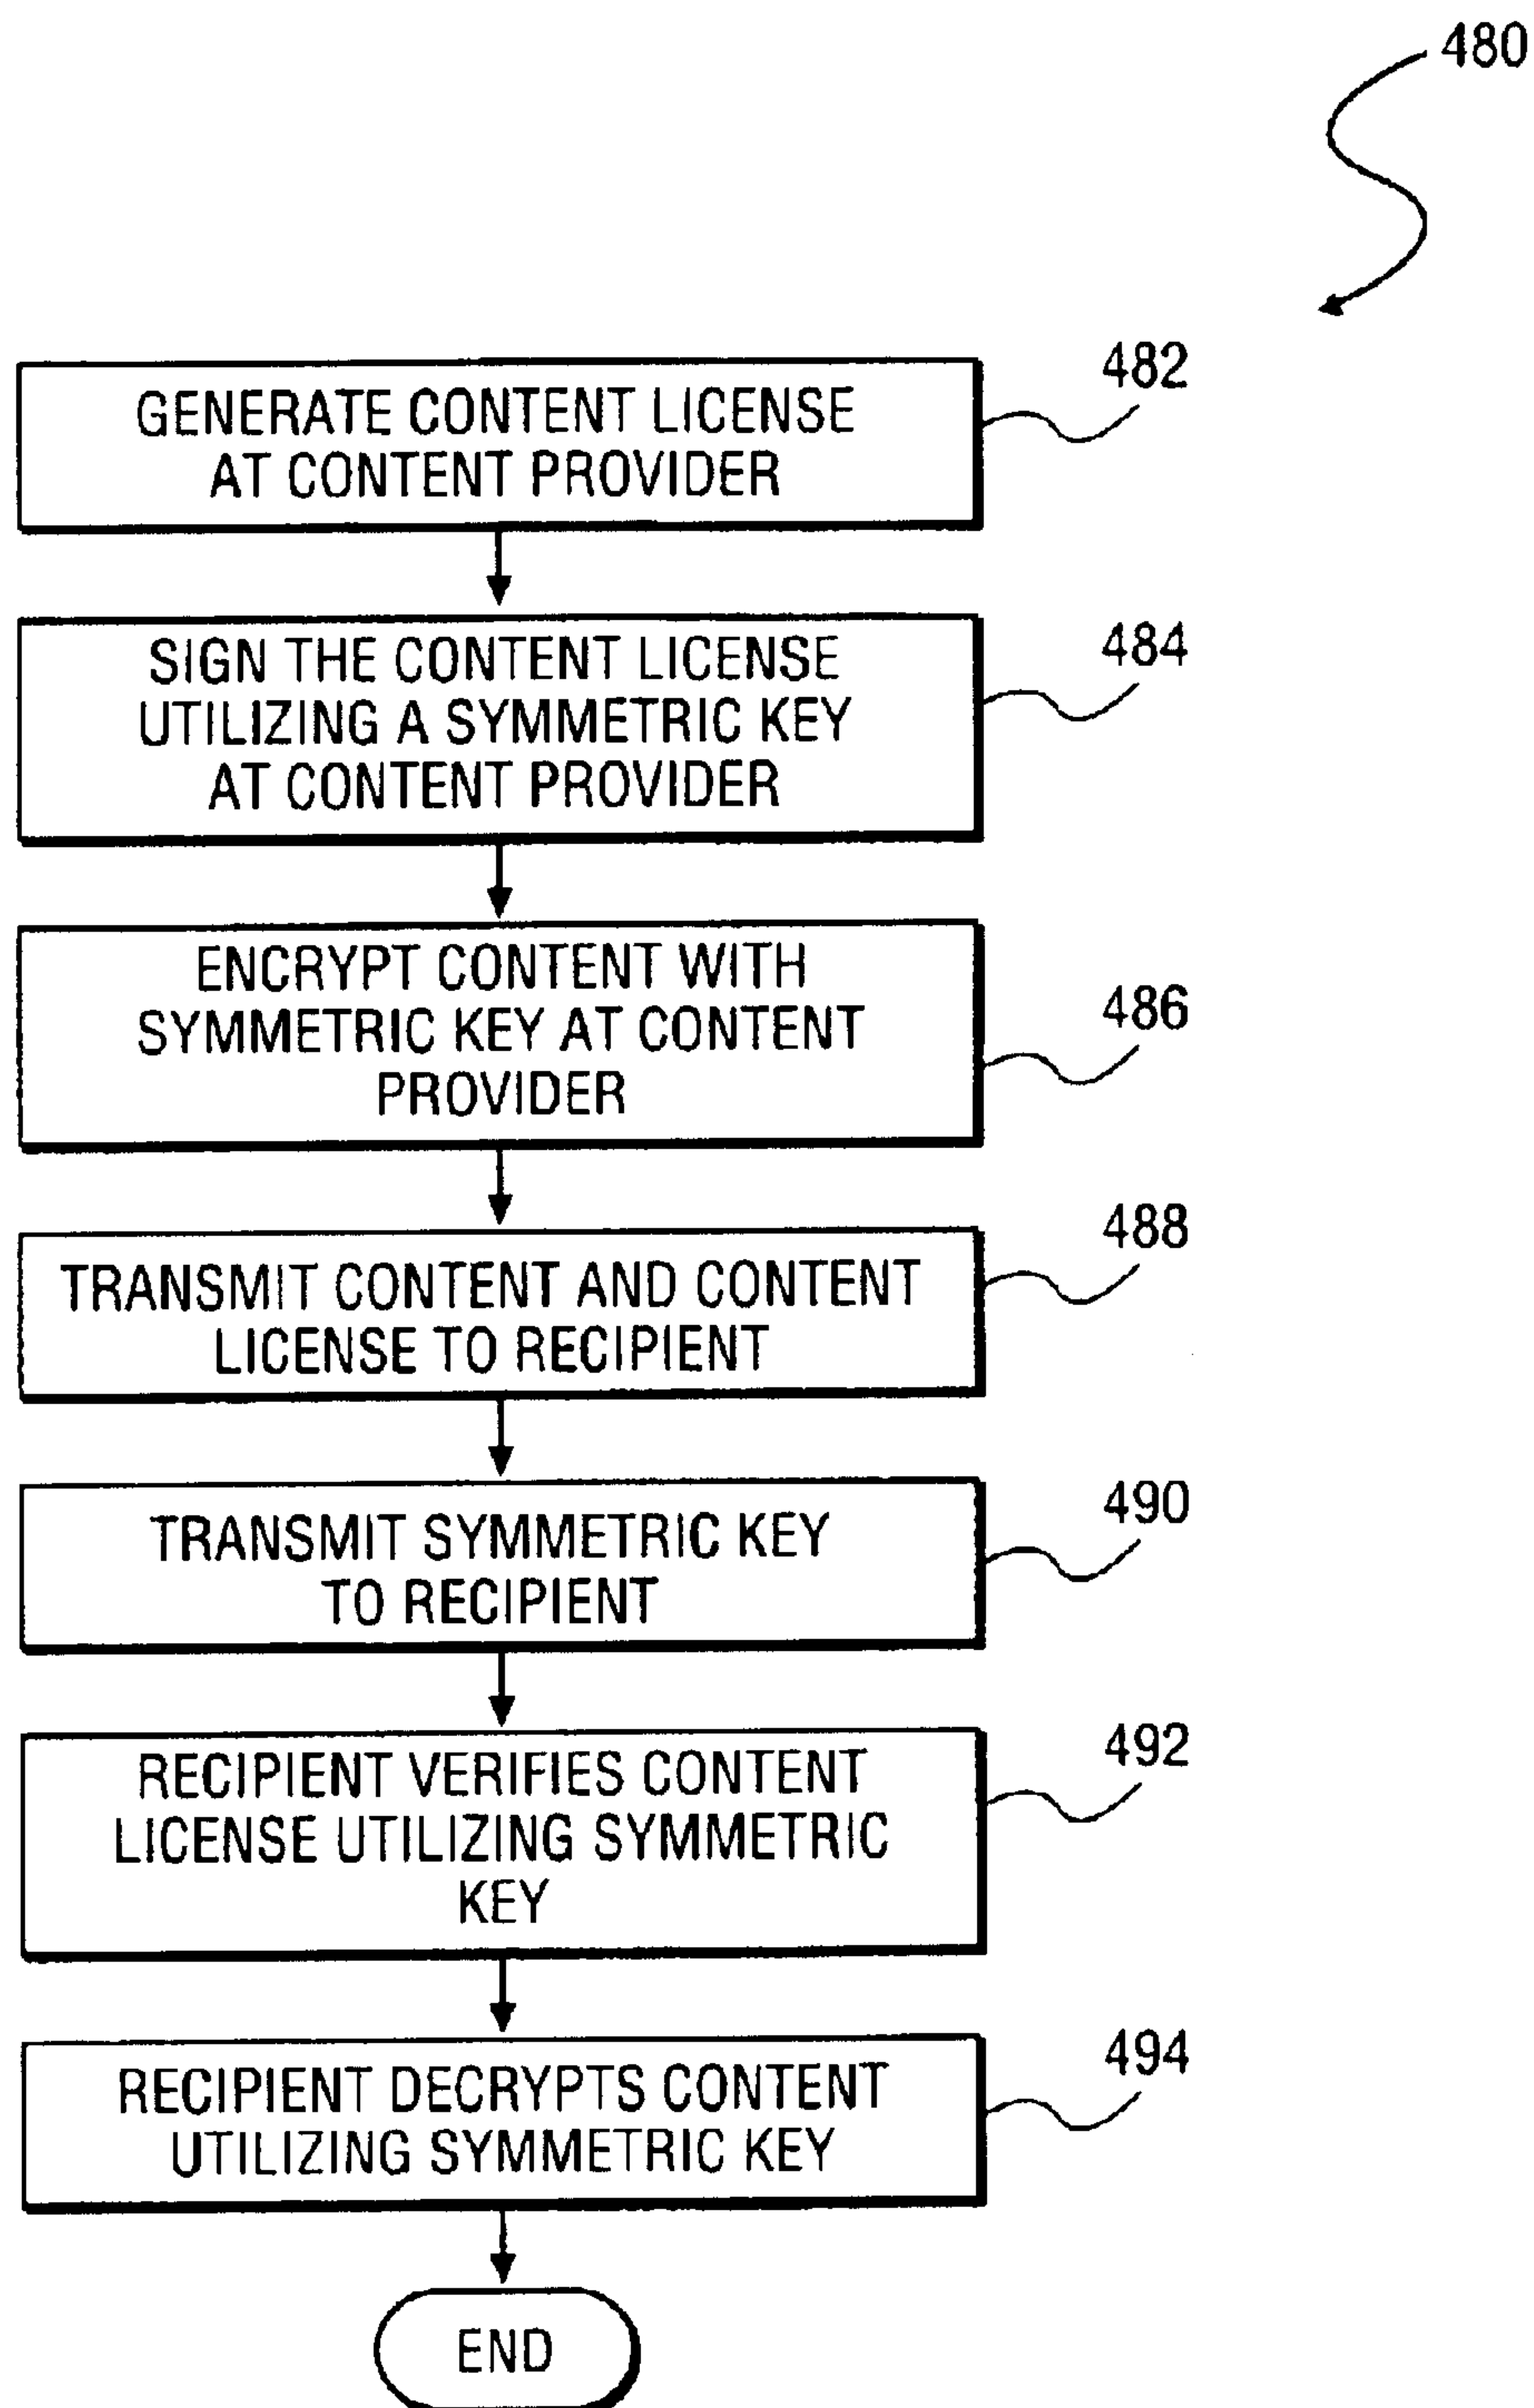 480
GENERATE CONTENT LICENSE
AT CONTENT PROVIDER
482
SIGN THE CONTENT LICENSE
UTILIZING A SYMMETRIC KEY
AT CONTENT PROVIDER
484
ENCRYPT CONTENT WITH
SYMMETRIC KEY AT CONTENT
PROVIDER
486
TRANSMIT CONTENT AND CONTENT
LICENSE TO RECIPIENT
488
TRANSMIT SYMMETRIC KEY
TO RECIPIENT
490
RECIPIENT VERIFIES CONTENT
LICENSE UTILIZING SYMMETRIC
KEY
492
RECIPIENT DECRYPTS CONTENT
UTILIZING SYMMETRIC KEY
494
END